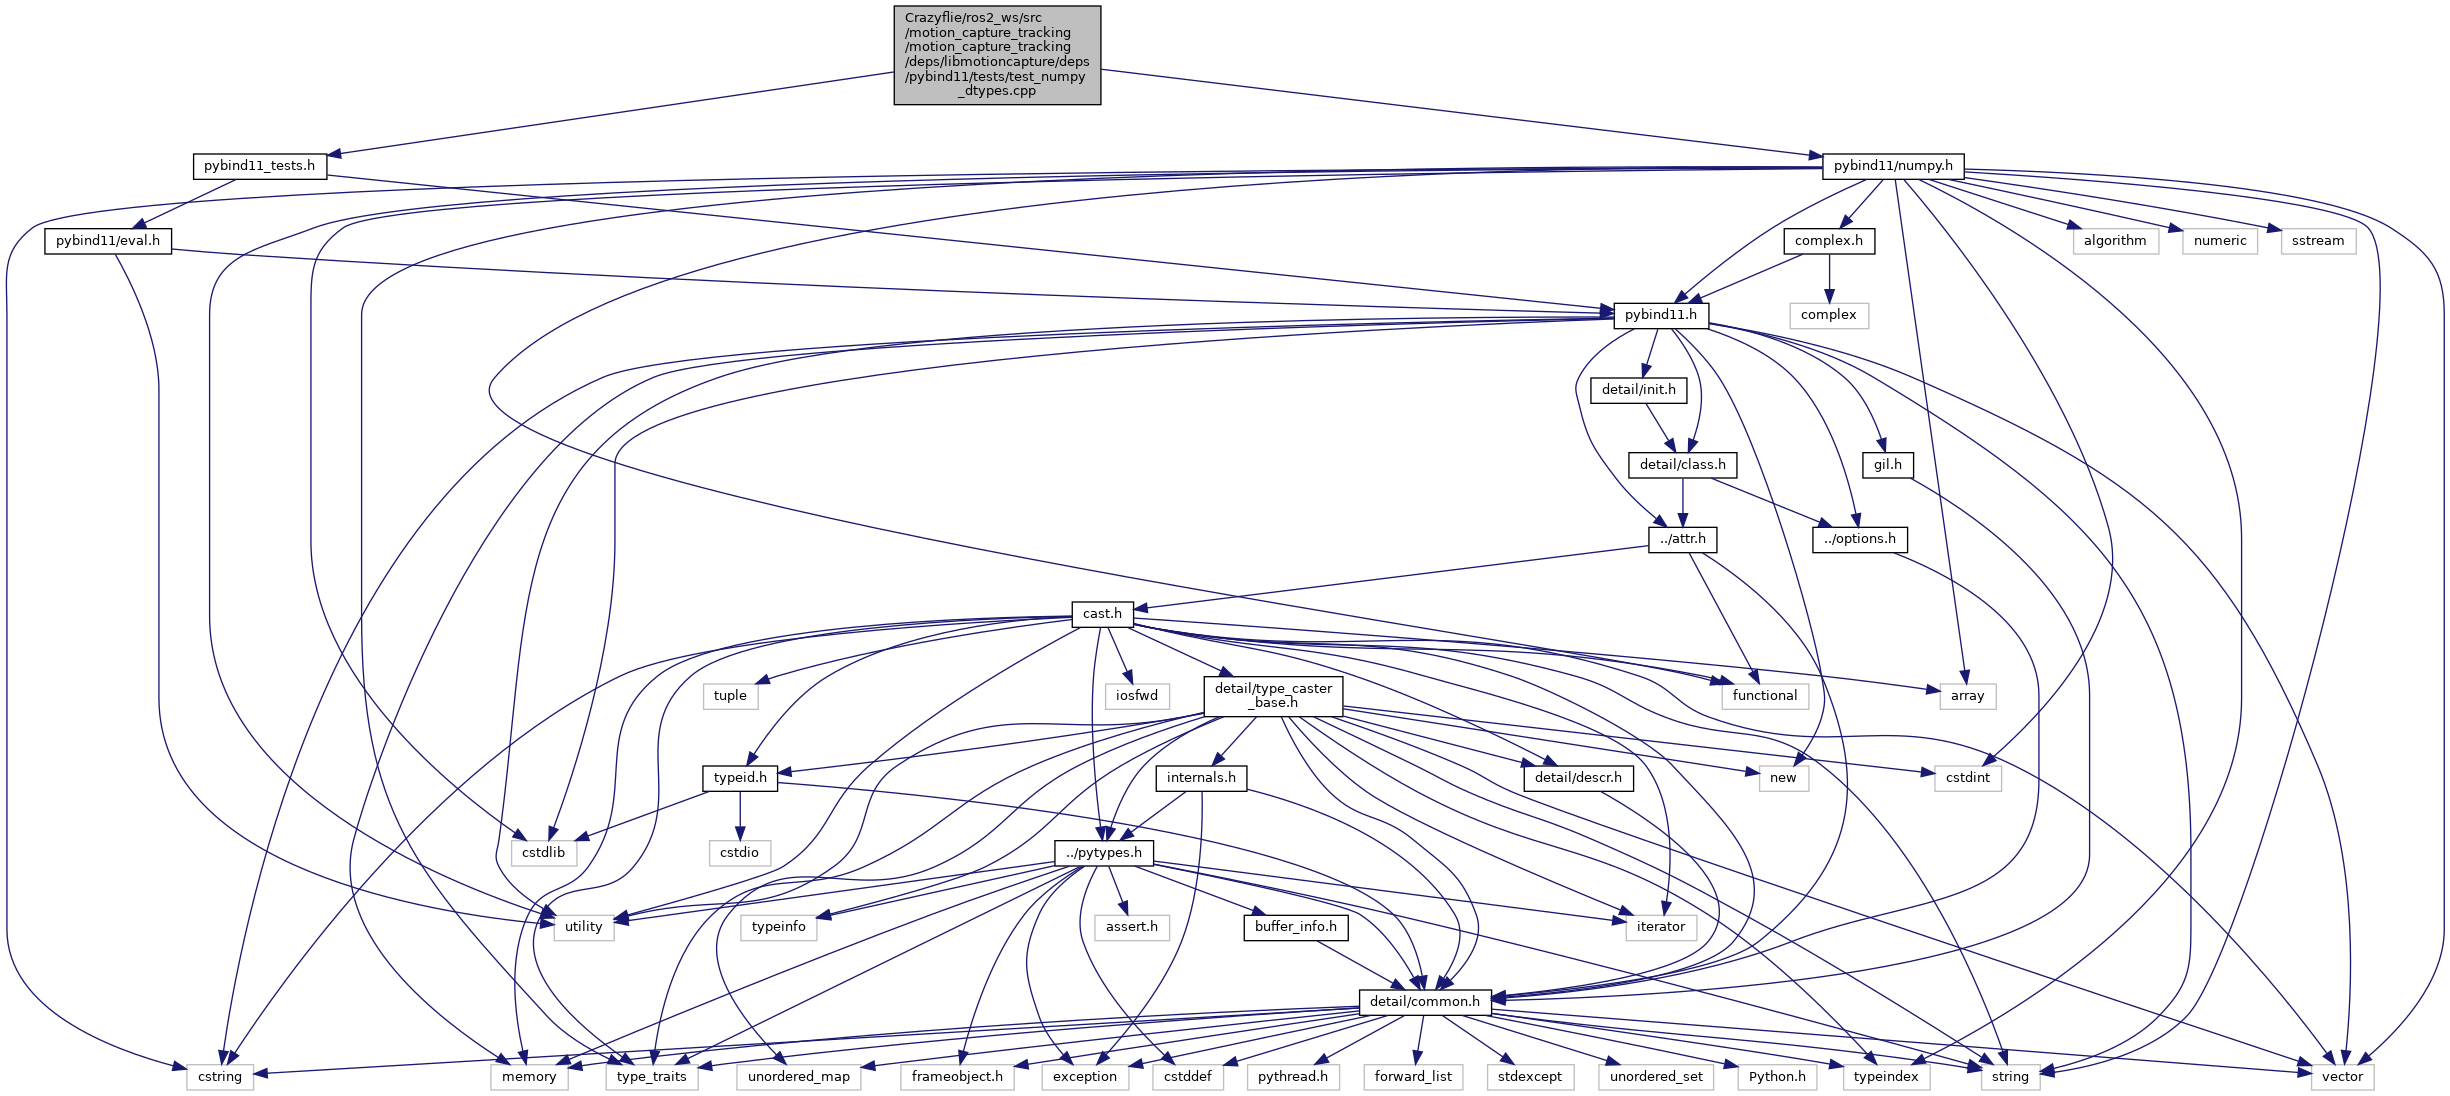 Crazyflie/ros2_ws/src
/motion_capture_tracking
/motion_capture_tracking
/deps/libmotioncapture/deps
/pybind11/tests/test_numpy
_dtypes.cpp
pybind11_tests.h
pybind11/numpy.h
pybind11/eval.h
complex.h
algorithm
numeric
sstream
pybind11.h
complex
detail/init.h
detail/class.h
gil.h
../attr.h
../options.h
cast.h
tuple
iosfwd
detail/type_caster
_base.h
functional
array
typeid.h
internals.h
detail/descr.h
new
cstdint
cstdlib
cstdio
../pytypes.h
utility
typeinfo
assert.h
buffer_info.h
iterator
detail/common.h
cstring
memory
type_traits
unordered_map
frameobject.h
exception
cstddef
pythread.h
forward_list
stdexcept
unordered_set
Python.h
typeindex
string
vector